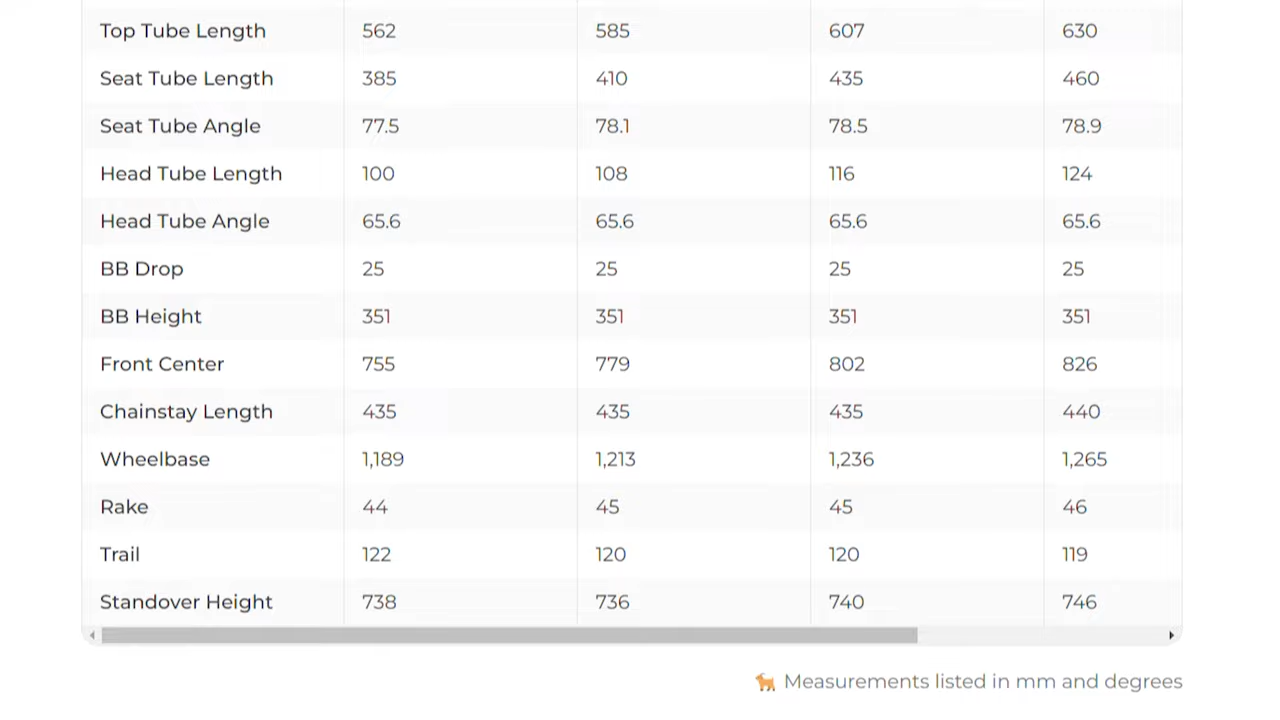 Top Tube Length 562 585 607 630
Seat Tube Length 385 410 435 460
Seat Tube Angle 77.5 78.1 78.5 78.9
Head Tube Length 100 108 116 124
Head Tube Angle 65.6 65.6 65.6 65.6
BB Drop 25 25 25 25
BB Height 351 351 351 351
Front Center 755 779 802 826
Chainstay Length 435 435 435 440
Wheelbase 1,189 1,213 1,236 1,265
Rake 44 45 45 46
Trail 122 120 120 119
Standover Height 738 736 740 746
Measurements listed in mm and degrees